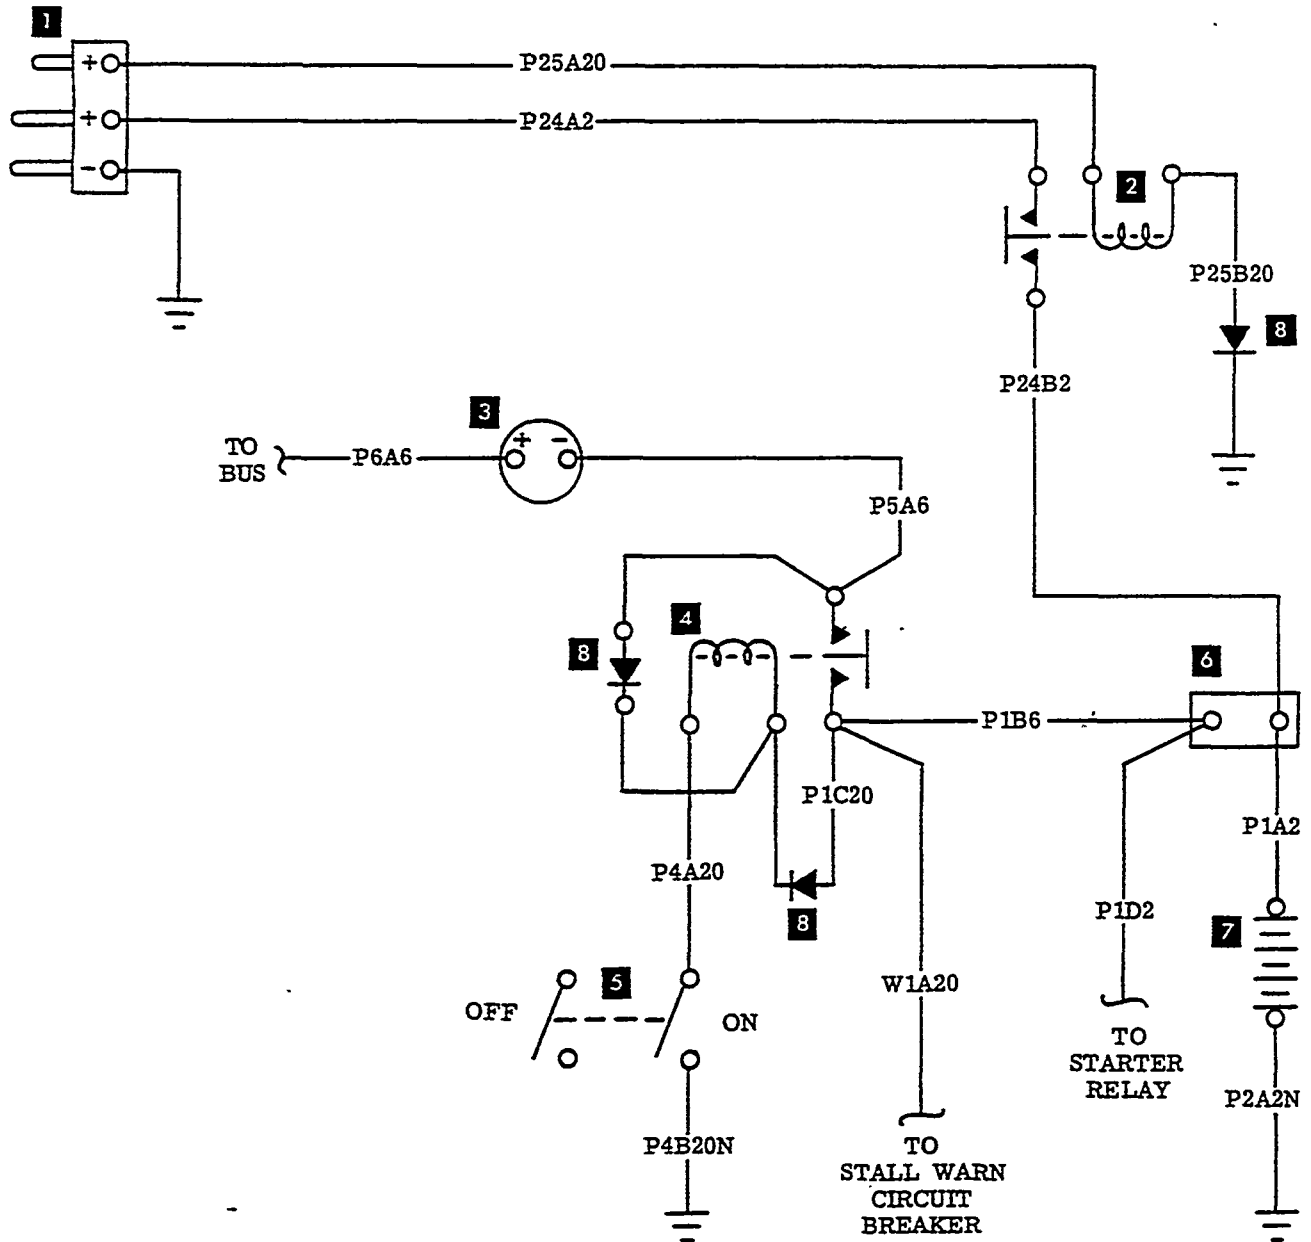 1
+
P25A20
+
P24A2
-
2
P25B20
8
P24B2
3
+ -
TO
BUS
P6A6
P5A6
4
8
6
P1B6
P1C20
P1A2
P4A20
8
P1D2
7
5
OFF
ON
W1A20
TO
STARTER
RELAY
P2A2N
P4B20N
TO
STALL WARN
CIRCUIT
BREAKER